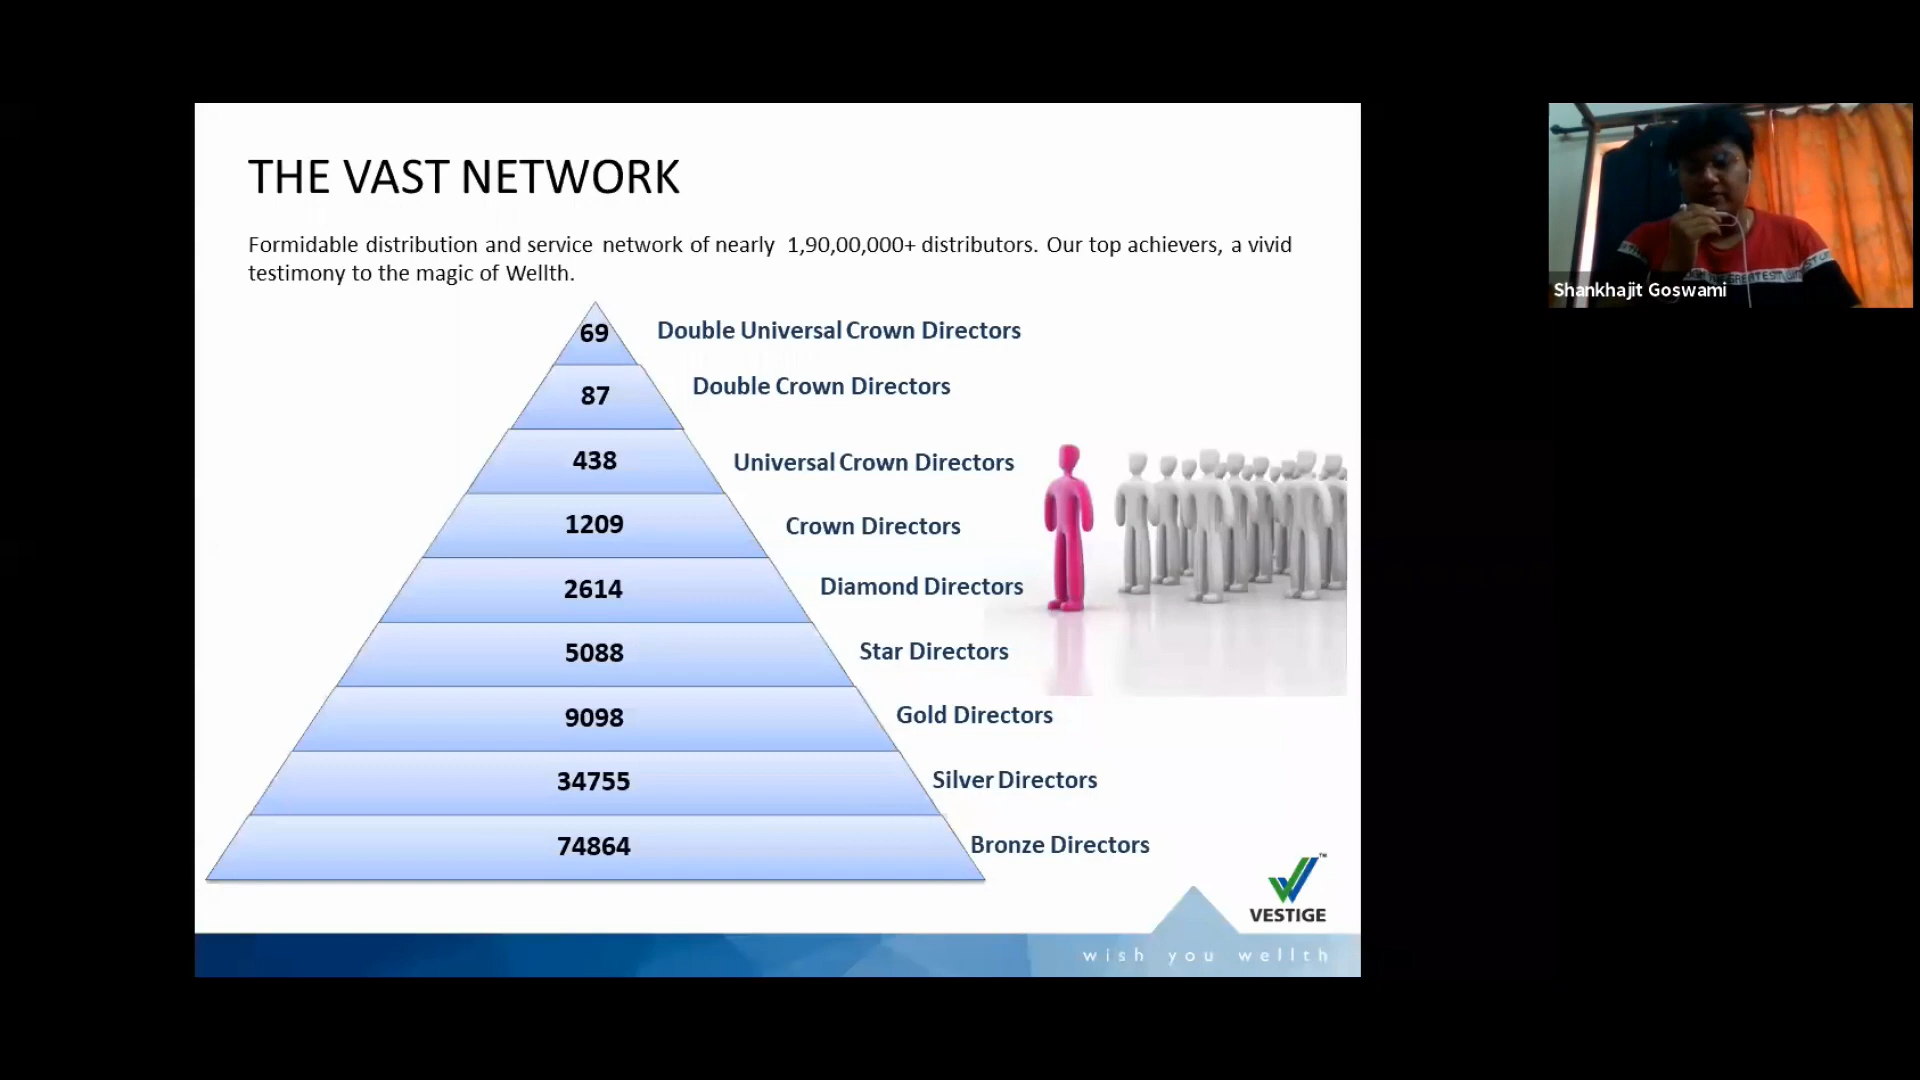 THE VAST NETWORK
Formidable distribution and service network of nearly 1,90,00,000+ distributors. Our top achievers, a vivid
testimony to the magic of Wellth.
69 Double Universal Crown Directors
87 Double Crown Directors
438 Universal Crown Directors
1209 Crown Directors
2614 Diamond Directors
5088 Star Directors
9098 Gold Directors
34755 Silver Directors
74864 Bronze Directors
VESTIGE
TM
wish you wellth
Shankhajit Goswami